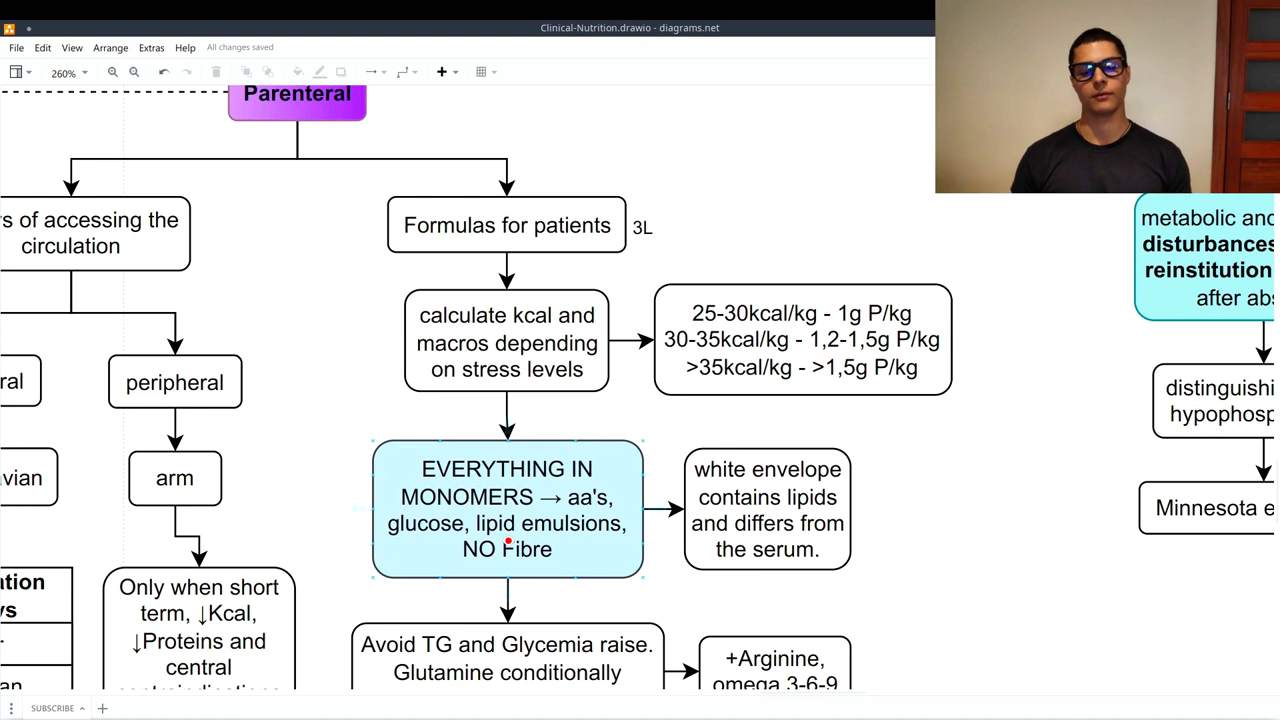 Clinical-Nutrition.drawio - diagrams.net
File Edit View Arrange Extras Help All changes saved
260%
Parenteral
rs of accessing the
circulation
Formulas for patients
3L
metabolic and
disturbances
reinstitution
after abs
calculate kcal and
macros depending
on stress levels
25-30kcal/kg - 1g P/kg
30-35kcal/kg - 1,2-1,5g P/kg
>35kcal/kg - >1,5g P/kg
ral
peripheral
distinguishi
hypophosp
vian
arm
EVERYTHING IN
MONOMERS → aa's,
glucose, lipid emulsions,
NO Fibre
white envelope
contains lipids
and differs from
the serum.
Minnesota e
ation
ys
Only when short
term, ↓Kcal,
↓Proteins and
central
Avoid TG and Glycemia raise.
Glutamine conditionally
+Arginine,
omega 3-6-9
SUBSCRIBE